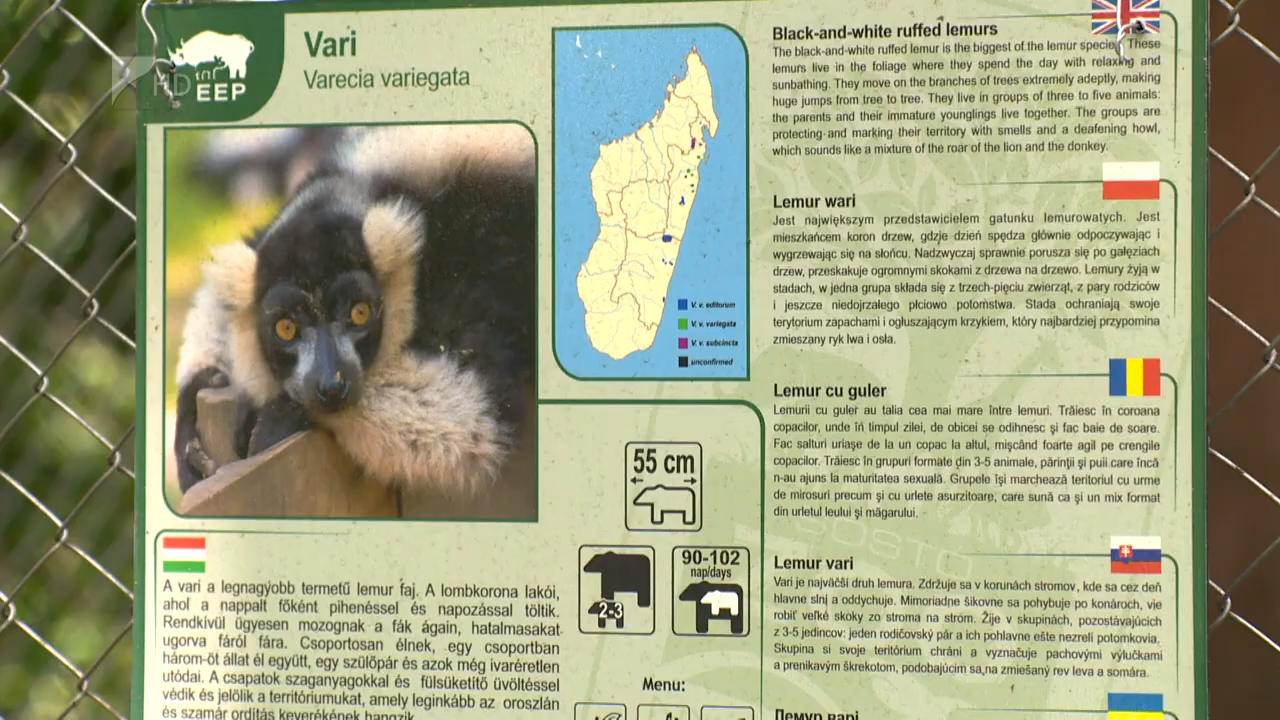 HD
EEP
Vari
Varecia variegata
V. v. editorum
V. v. variegata
V. v. subcincta
unconfirmed
55 cm
2-3
90-102
nap/days
Menu:
A vari a legnagyobb termetű lemur faj. A lombkorona lakói,
ahol a nappalt főként pihenéssel és napozással töltik.
Rendkívül ügyesen mozognak a fák ágain, hatalmasakat
ugorva fáról fára. Csoportosan élnek, egy csoportban
három-öt állat él együtt, egy szülőpár és azok még ivaréretlen
utódai. A csapatok szaganyagokkal és fülsüketítő üvöltéssel
védik és jelölik a territóriumukat, amely leginkább az oroszlán
és szamár ordítás keverékének hangzik.
Black-and-white ruffed lemurs
The black-and-white ruffed lemur is the biggest of the lemur species. These
lemurs live in the foliage where they spend the day with relaxing and
sunbathing. They move on the branches of trees extremely adeptly, making
huge jumps from tree to tree. They live in groups of three to five animals:
the parents and their immature younglings live together. The groups are
protecting and marking their territory with smells and a deafening howl,
which sounds like a mixture of the roar of the lion and the donkey.
Lemur wari
Jest największym przedstawicielem gatunku lemurowatych. Jest
mieszkańcem koron drzew, gdzie dzień spędza głównie odpoczywając i
wygrzewając się na słońcu. Nadzwyczaj sprawnie porusza się po gałęziach
drzew, przeskakuje ogromnymi skokami z drzewa na drzewo. Lemury żyją w
stadach, w jedna grupa składa się z trzech-pięciu zwierząt, z pary rodziców
i jeszcze niedojrzałego płciowo potomstwa. Stada ochraniają swoje
terytorium zapachami i ogłuszającym krzykiem, który najbardziej przypomina
zmieszany ryk lwa i osła.
Lemur cu guler
Lemurii cu guler au talia cea mai mare între lemuri. Trăiesc în coroana
copacilor, unde în timpul zilei, de obicei se odihnesc şi fac baie de soare.
Fac salturi uriaşe de la un copac la altul, mişcând foarte agil pe crengile
copacilor. Trăiesc în grupuri formate din 3-5 animale, părinţii şi puii care încă
n-au ajuns la maturitatea sexuală. Grupele îşi marchează teritoriul cu urme
de mirosuri precum şi cu urlete asurzitoare, care sună ca şi un mix format
din urletul leului şi măgarului.
Lemur vari
Vari je najväčší druh lemura. Zdržuje sa v korunách stromov, kde sa cez deň
hlavne slní a oddychuje. Mimoriadne šikovne sa pohybuje po konároch, vie
robiť veľké skoky zo stroma na strom. Žije v skupinách, pozostávajúcich
z 3-5 jedincov: jeden rodičovský pár a ich pohlavne ešte nezrelí potomkovia.
Skupina si svoje teritórium chráni a vyznačuje pachovými výlučkami
a prenikavým škrekotom, podobajúcim sa na zmiešaný rev leva a somára.
Лемур варі